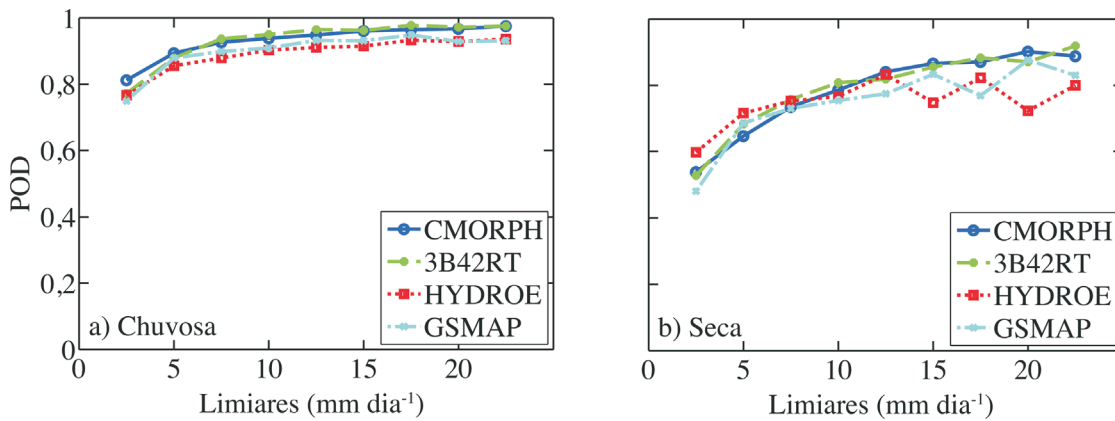 1
0,8
0,6
0,4
0,2
0
POD
CMORPH
3B42RT
HYDROE
GSMAP
a) Chuvosa
0 5 10 15 20
Limiares (mm dia⁻¹)
CMORPH
3B42RT
HYDROE
GSMAP
b) Seca
0 5 10 15 20
Limiares (mm dia⁻¹)